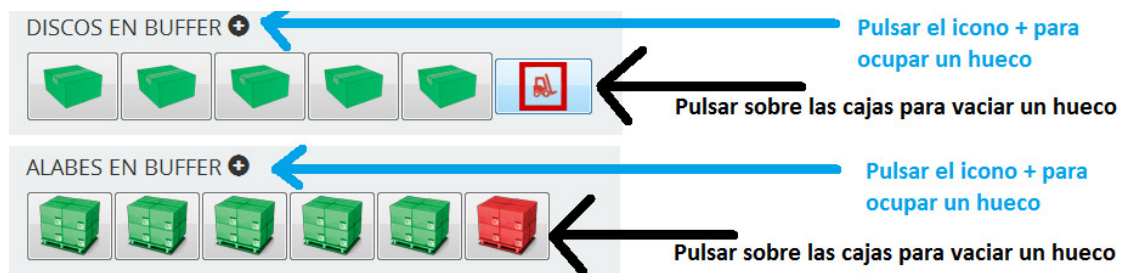 DISCOS EN BUFFER
Pulsar el icono + para
ocupar un hueco
Pulsar sobre las cajas para vaciar un hueco
ALABES EN BUFFER
Pulsar el icono + para
ocupar un hueco
Pulsar sobre las cajas para vaciar un hueco